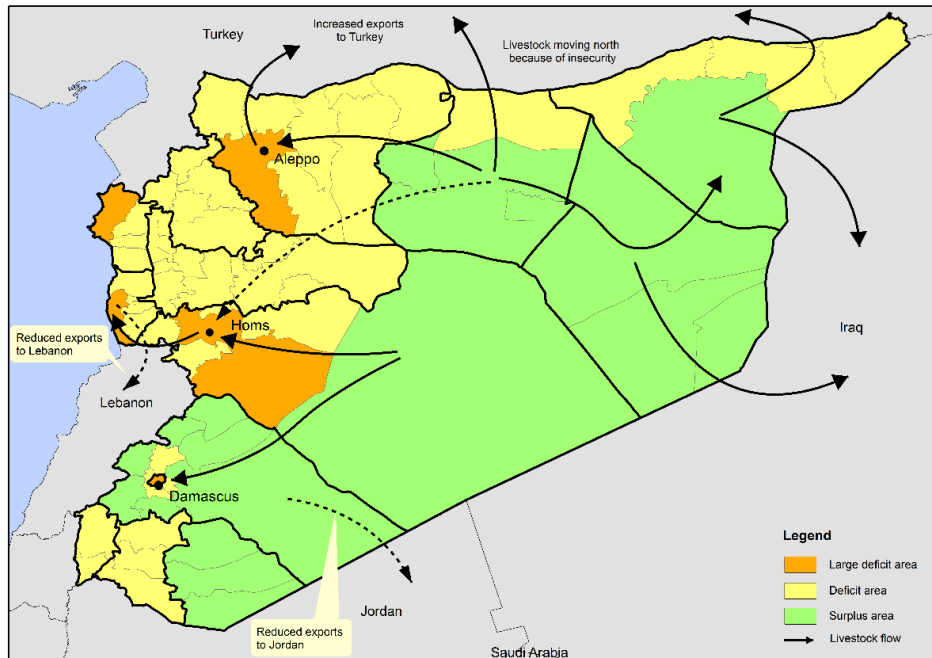 Turkey
Increased exports
to Turkey
Livestock moving north
because of insecurity
Aleppo
Homs
Reduced exports
to Lebanon
Iraq
Lebanon
Damascus
Legend
Large deficit area
Deficit area
Surplus area
Livestock flow
Jordan
Reduced exports
to Jordan
Saudi Arabia